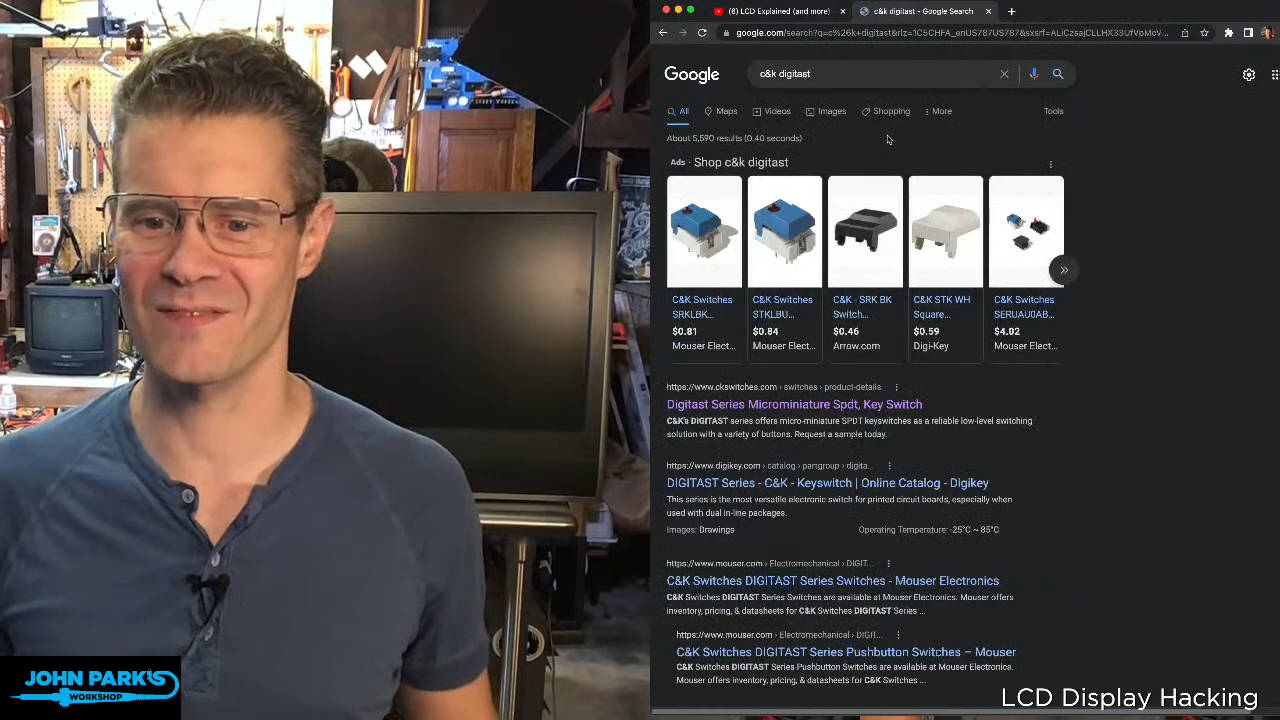 (6) LCD Explained (and more)
c&k digitast - Google Search
Google
c&k digitast
All
Maps
Videos
Images
Shopping
More
Tools
About 5,590 results (0.40 seconds)
Ads · Shop c&k digitast
C&K Switches
SRKLBK...
$0.81
Mouser Elect...
C&K Switches
STKLBU...
$0.84
Mouser Elect...
C&K - SRK BK
Switch...
$0.46
Arrow.com
C&K STK WH
Square...
$0.59
Digi-Key
C&K Switches
SERUAU0AB...
$4.02
Mouser Elect...
https://www.ckswitches.com › switches › product-details
Digitast Series Microminiature Spdt, Key Switch
C&K's DIGITAST series offers micro-miniature SPDT keyswitches as a reliable low-level switching
solution with a variety of buttons. Request a sample today.
https://www.digikey.com › catalog › partgroup › digita...
DIGITAST Series - C&K - Keyswitch | Online Catalog - Digikey
This series is the most versatile electronic switch for printed circuit boards, especially when
used with dual in-line packages.
Images: Drawings
Operating Temperature: -25°C ~ 85°C
https://www.mouser.com › Electromechanical › DIGIT...
C&K Switches DIGITAST Series Switches - Mouser Electronics
C&K Switches DIGITAST Series Switches are available at Mouser Electronics. Mouser offers
inventory, pricing, & datasheets for C&K Switches DIGITAST Series ...
https://www.mouser.com › Electromechanical › DIGIT...
C&K Switches DIGITAST Series Pushbutton Switches – Mouser
C&K Switches DIGITAST Series Pushbutton Switches are available at Mouser Electronics.
Mouser offers inventory, pricing, & datasheets for C&K Switches ...
JOHN PARK'S
WORKSHOP
LCD Display Hacking